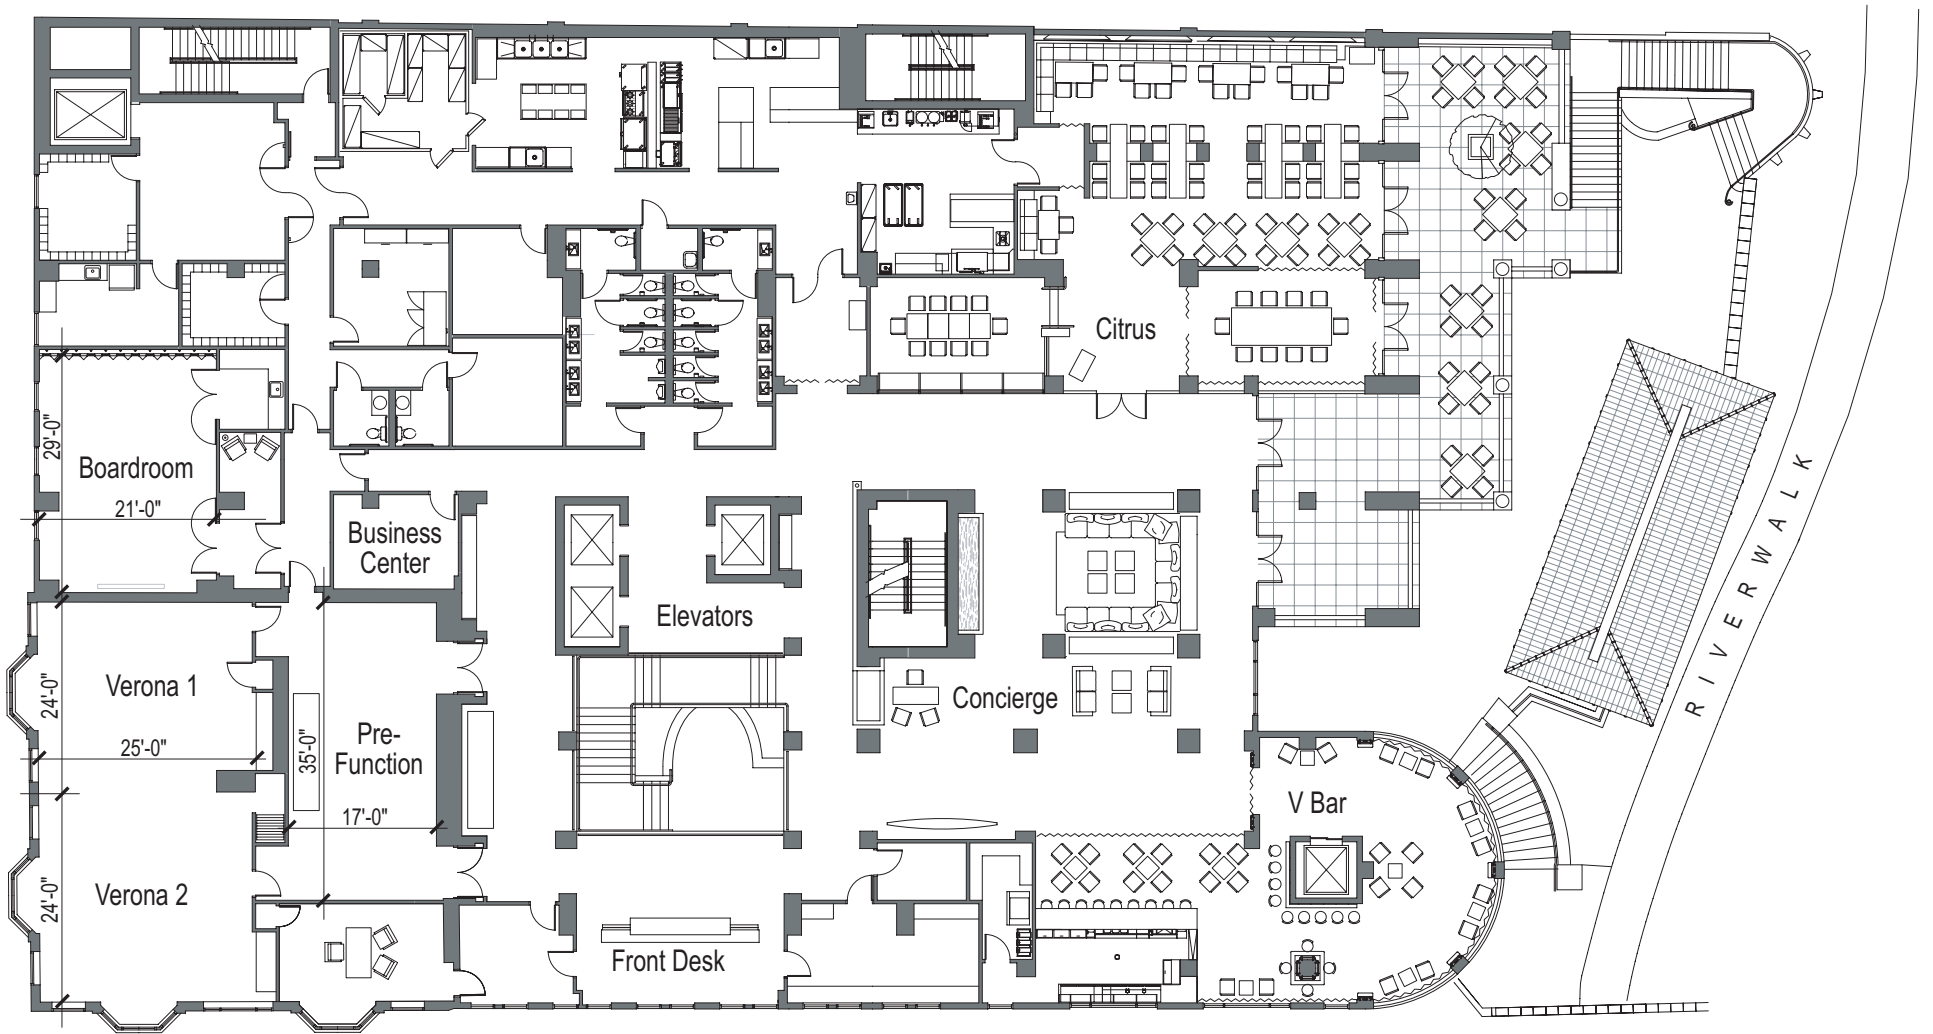 Citrus
29'-0"
Boardroom
21'-0"
Business
Center
Elevators
RIVERWALK
Verona 1
24'-0"
25'-0"
35'-0"
Pre-
Function
17'-0"
Concierge
V Bar
Verona 2
24'-0"
Front Desk